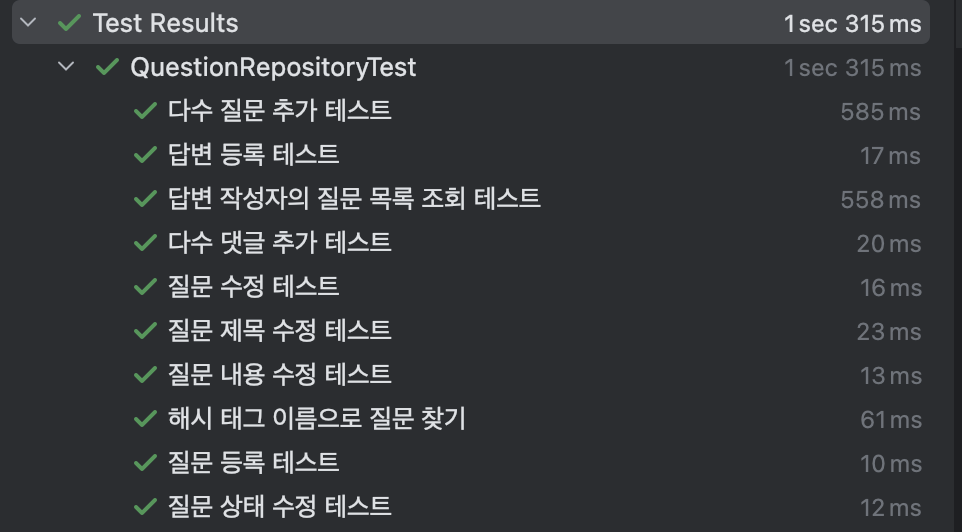 Test Results 1 sec 315 ms
QuestionRepositoryTest 1 sec 315 ms
다수 질문 추가 테스트 585 ms
답변 등록 테스트 17 ms
답변 작성자의 질문 목록 조회 테스트 558 ms
다수 댓글 추가 테스트 20 ms
질문 수정 테스트 16 ms
질문 제목 수정 테스트 23 ms
질문 내용 수정 테스트 13 ms
해시 태그 이름으로 질문 찾기 61 ms
질문 등록 테스트 10 ms
질문 상태 수정 테스트 12 ms